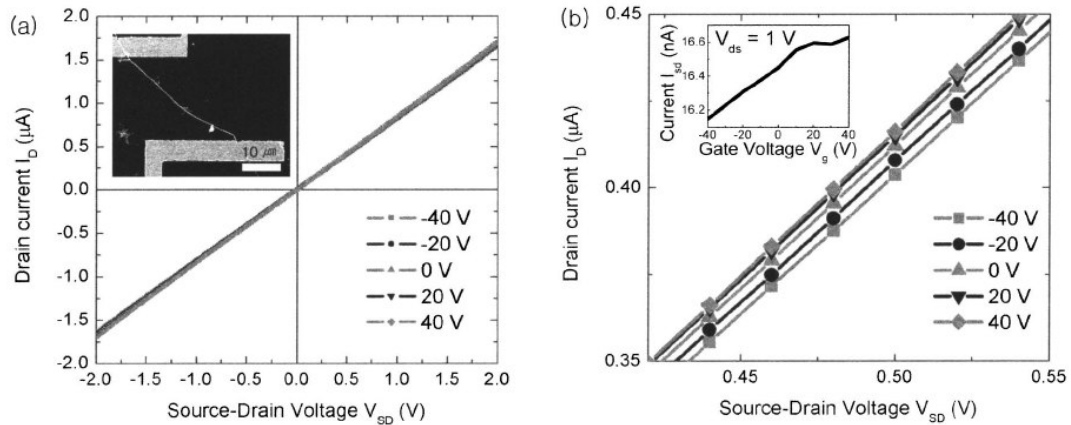 (a)
2.0
1.5
1.0
0.5
0.0
-0.5
-1.0
-1.5
-2.0
Drain current I_D (μA)
10 ㎛
-40 V
-20 V
0 V
20 V
40 V
-2.0 -1.5 -1.0 -0.5 0.0 0.5 1.0 1.5 2.0
Source-Drain Voltage V_SD (V)
(b)
0.45
0.40
0.35
Drain current I_D (μA)
V_ds = 1 V
Current I_sd (nA)
16.6
16.4
16.2
-40 -20 0 20 40
Gate Voltage V_g (V)
-40 V
-20 V
0 V
20 V
40 V
0.45 0.50 0.55
Source-Drain Voltage V_SD (V)